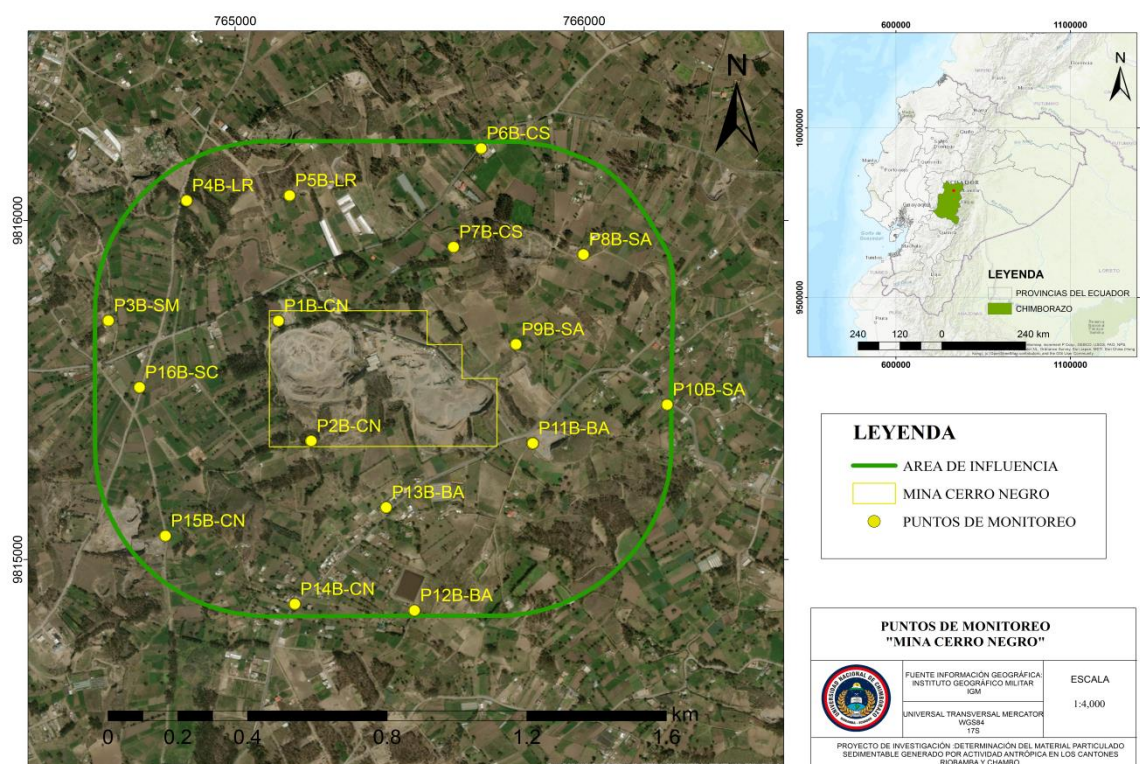 765000
766000
9816000
9815000
N
P6B-CS
P4B-LR
P5B-LR
P7B-CS
P8B-SA
P3B-SM
P1B-CN
P9B-SA
P16B-SC
P10B-SA
P2B-CN
P11B-BA
P13B-BA
P15B-CN
P14B-CN
P12B-BA
km
0 0.2 0.4 0.8 1.2 1.6
600000
1100000
10000000
9500000
N
LEYENDA
PROVINCIAS DEL ECUADOR
CHIMBORAZO
240 120 0 240 km
600000
1100000
LEYENDA
AREA DE INFLUENCIA
MINA CERRO NEGRO
PUNTOS DE MONITOREO
PUNTOS DE MONITOREO
"MINA CERRO NEGRO"
UNIVERSIDAD NACIONAL DE CHIMBORAZO
FUENTE INFORMACIÓN GEOGRÁFICA:
INSTITUTO GEOGRÁFICO MILITAR
IGM
UNIVERSAL TRANSVERSAL MERCATOR
WGS84
17S
ESCALA
1:4,000
PROYECTO DE INVESTIGACIÓN :DETERMINACIÓN DEL MATERIAL PARTICULADO
SEDIMENTABLE GENERADO POR ACTIVIDAD ANTRÓPICA EN LOS CANTONES
RIOBAMBA Y CHAMBO